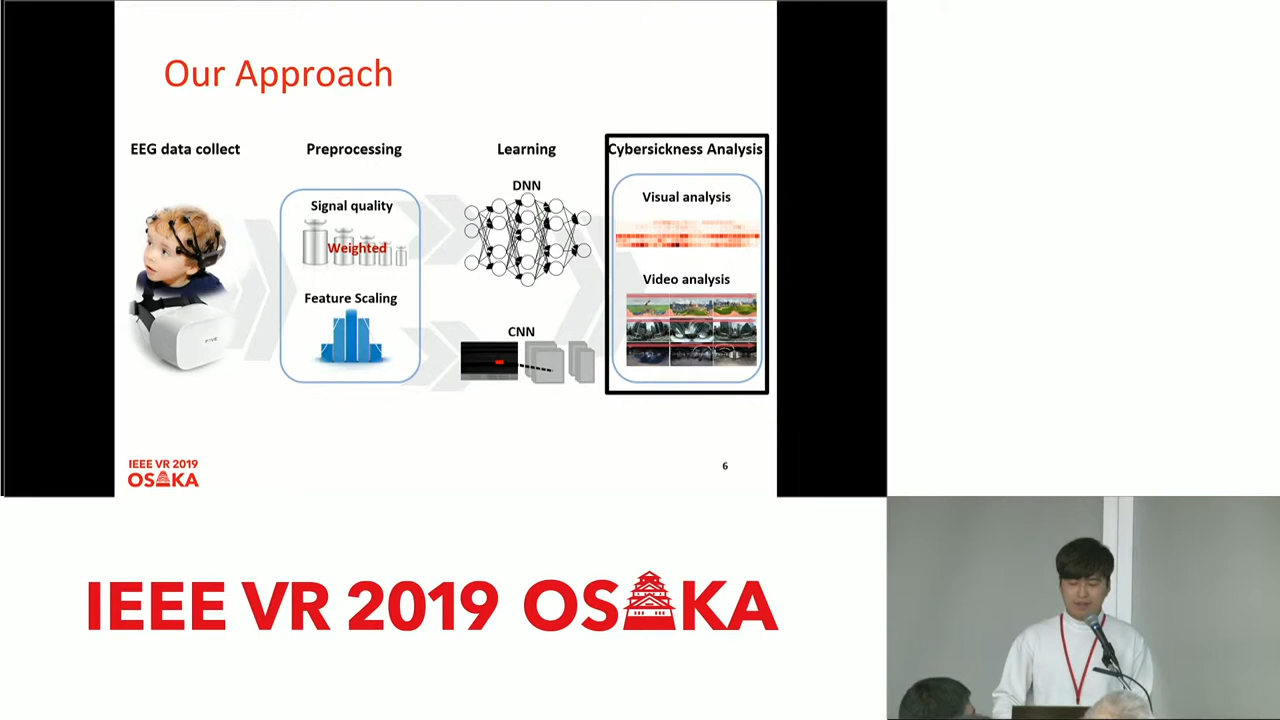 Our Approach
EEG data collect
Preprocessing
Signal quality
Weighted
Feature Scaling
Learning
DNN
CNN
Cybersickness Analysis
Visual analysis
Video analysis
IEEE VR 2019
OSAKA
6
IEEE VR 2019 OSAKA